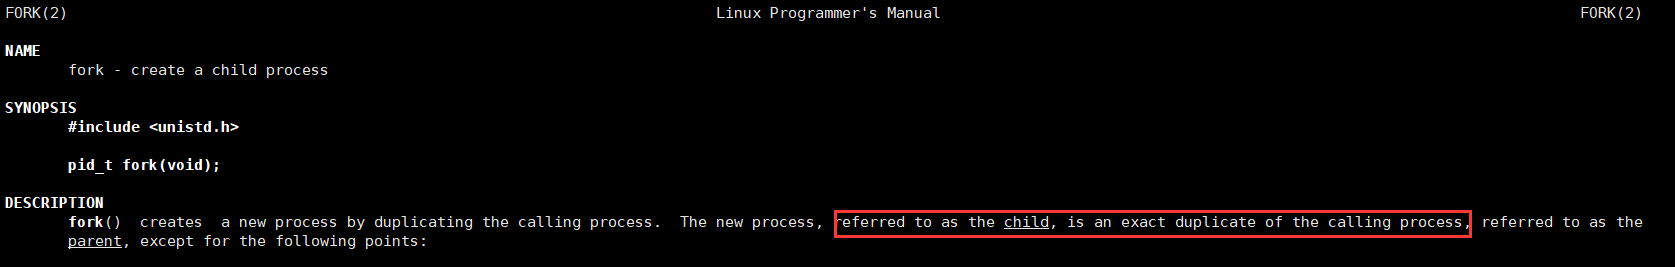 FORK(2) Linux Programmer's Manual FORK(2)
NAME
fork - create a child process
SYNOPSIS
#include <unistd.h>
pid_t fork(void);
DESCRIPTION
fork()  creates  a new process by duplicating the calling process.  The new process, referred to as the child, is an exact duplicate of the calling process, referred to as the
parent, except for the following points: